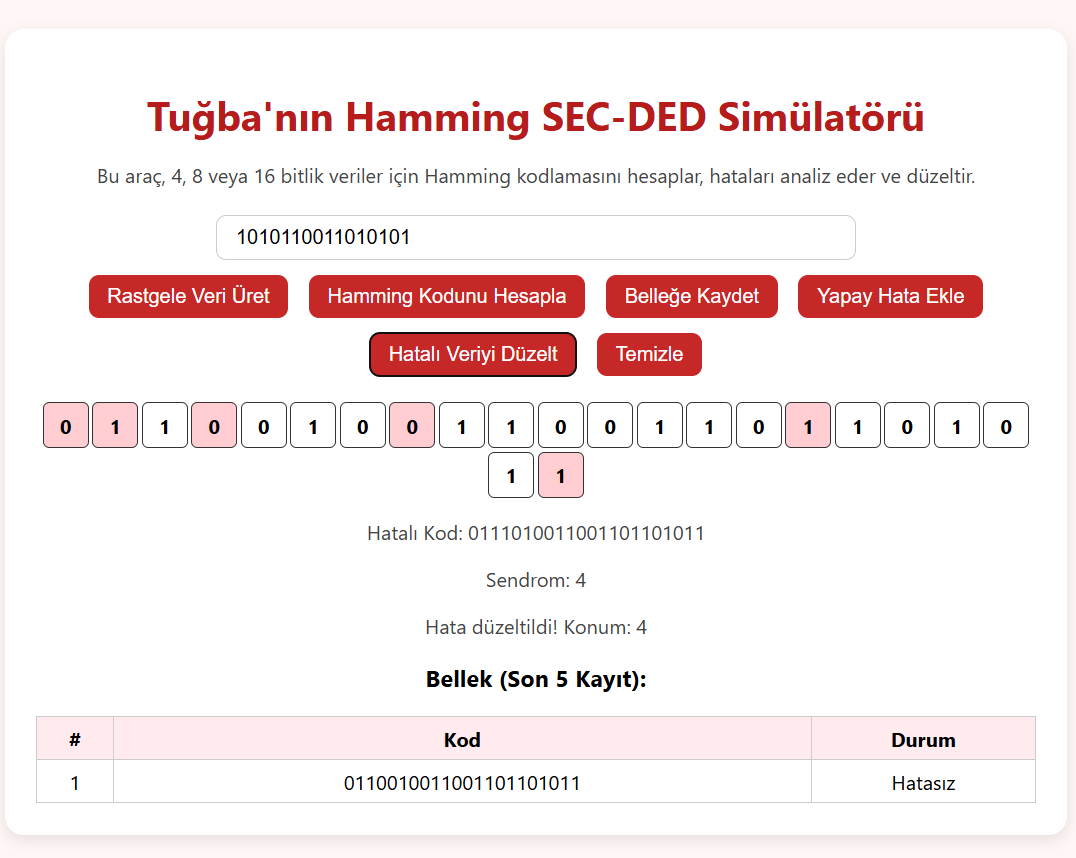 Tuğba'nın Hamming SEC-DED Simülatörü
Bu araç, 4, 8 veya 16 bitlik veriler için Hamming kodlamasını hesaplar, hataları analiz eder ve düzeltir.
1010110011010101
Rastgele Veri Üret Hamming Kodunu Hesapla Belleğe Kaydet Yapay Hata Ekle
Hatalı Veriyi Düzelt Temizle
0 1 1 0 0 1 0 0 1 1 0 0 1 1 0 1 1 0 1 0
1 1
Hatalı Kod: 0111010011001101101011
Sendrom: 4
Hata düzeltildi! Konum: 4
Bellek (Son 5 Kayıt):
# Kod Durum
1 0110010011001101101011 Hatasız